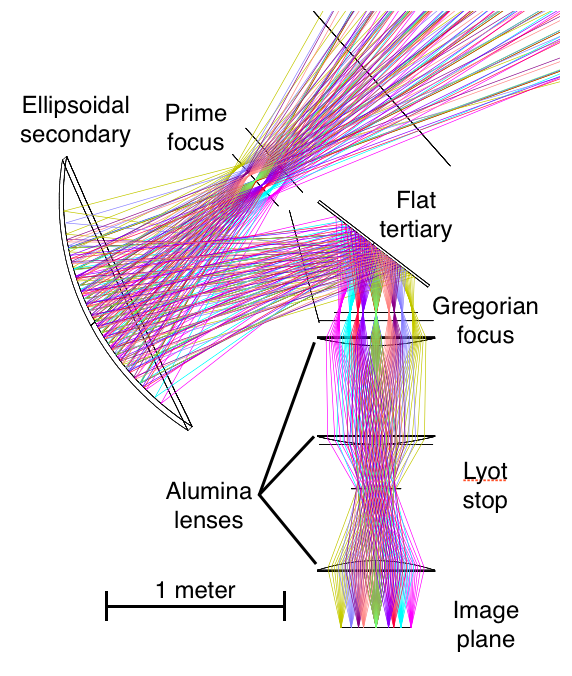 Ellipsoidal
secondary
Prime
focus
Flat
tertiary
Gregorian
focus
Alumina
lenses
Lyot
stop
1 meter
Image
plane